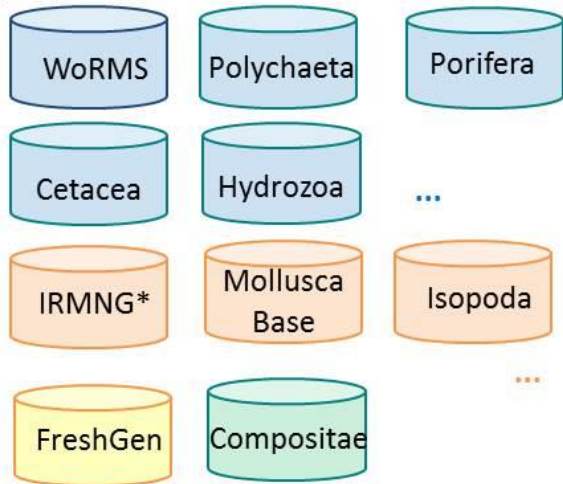 WoRMS
Polychaeta
Porifera
Cetacea
Hydrozoa
...
IRMNG*
Mollusca
Base
Isopoda
...
FreshGen
Compositae